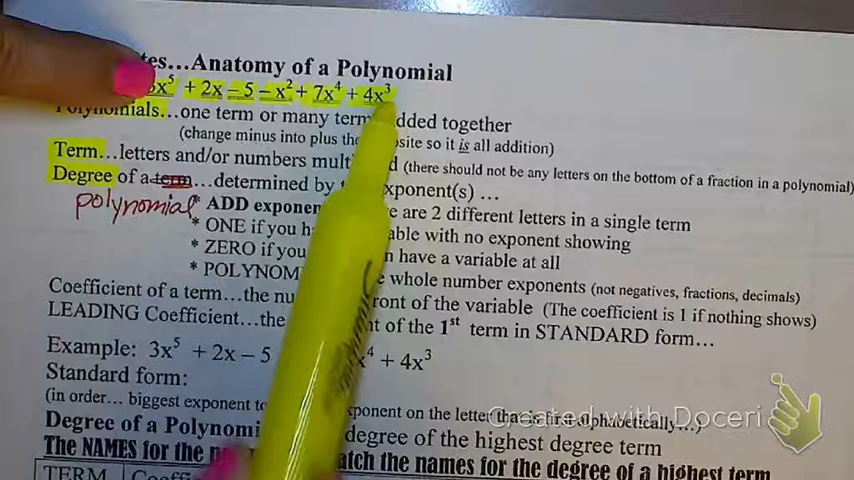 tes...Anatomy of a Polynomial
3x⁵ + 2x – 5 – x² + 7x⁴ + 4x³
Polynomials...one term or many term added together
(change minus into plus the site so it is all addition)
Term...letters and/or numbers mult d (there should not be any letters on the bottom of a fraction in a polynomial)
Degree of a term...determined by exponent(s) ...
polynomial * ADD exponen e are 2 different letters in a single term
* ONE if you h able with no exponent showing
* ZERO if you n have a variable at all
* POLYNOM e whole number exponents (not negatives, fractions, decimals)
Coefficient of a term...the nu front of the variable (The coefficient is 1 if nothing shows)
LEADING Coefficient...the nt of the 1st term in STANDARD form...
Example: 3x⁵ + 2x – 5 x⁴ + 4x³
Standard form:
(in order... biggest exponent to xponent on the letter that is first alphabetically...)
Created with Doceri
Degree of a Polynomi degree of the highest degree term
The NAMES for the atch the names for the degree of a highest term
TERM Coeffici